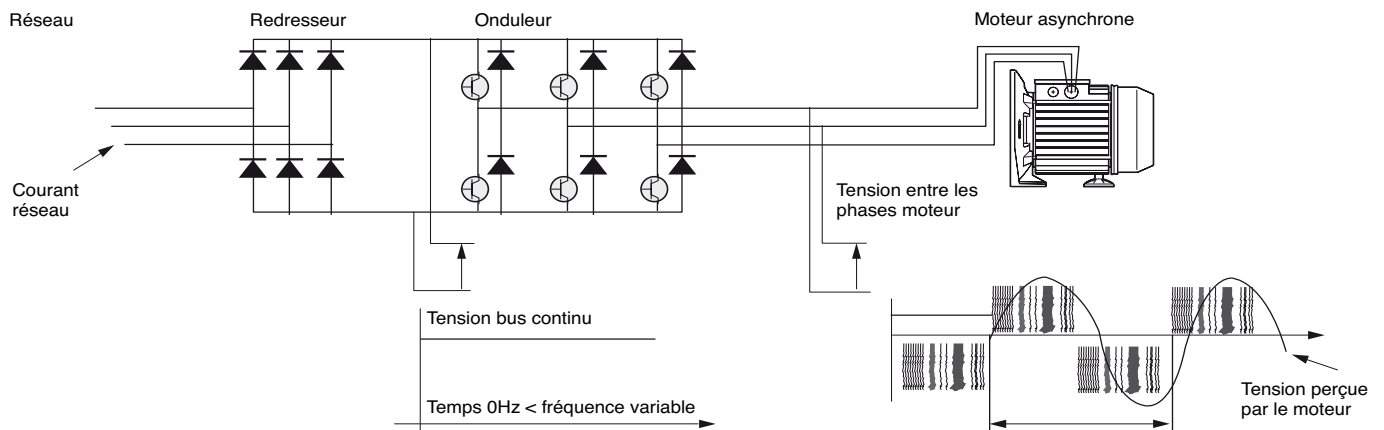 Réseau
Redresseur
Onduleur
Moteur asynchrone
Courant
réseau
Tension entre les
phases moteur
Tension bus continu
Temps 0Hz < fréquence variable
Tension perçue
par le moteur